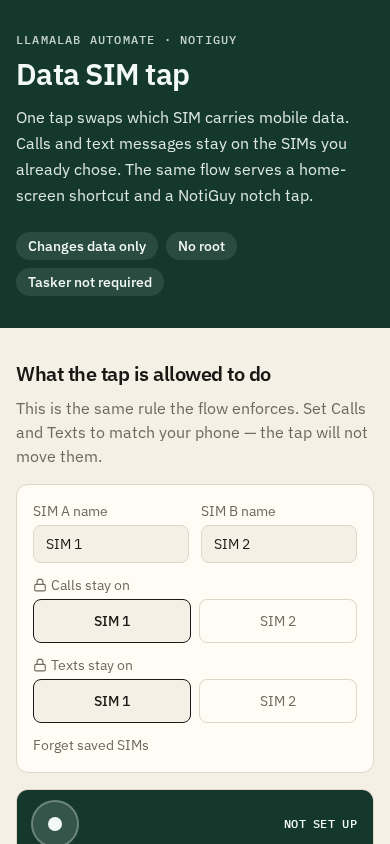 LLAMALAB AUTOMATE · NOTIGUY
Data SIM tap
One tap swaps which SIM carries mobile data.
Calls and text messages stay on the SIMs you
already chose. The same flow serves a home-
screen shortcut and a NotiGuy notch tap.
Changes data only
No root
Tasker not required
What the tap is allowed to do
This is the same rule the flow enforces. Set Calls
and Texts to match your phone — the tap will not
move them.
SIM A name
SIM B name
SIM 1
SIM 2
Calls stay on
SIM 1
SIM 2
Texts stay on
SIM 1
SIM 2
Forget saved SIMs
NOT SET UP